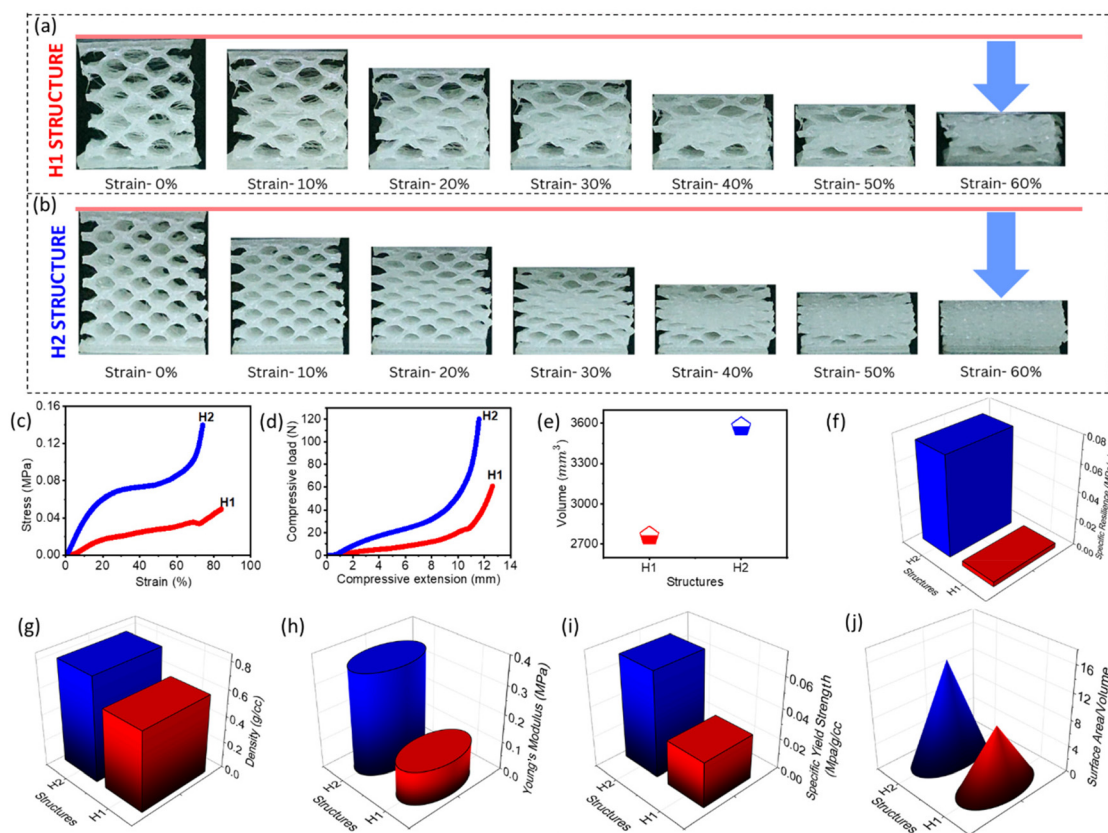 (a)
H1 STRUCTURE
Strain- 0% Strain- 10% Strain- 20% Strain- 30% Strain- 40% Strain- 50% Strain- 60%
(b)
H2 STRUCTURE
Strain- 0% Strain- 10% Strain- 20% Strain- 30% Strain- 40% Strain- 50% Strain- 60%
(c)
Stress (MPa)
0.16
0.12
0.08
0.04
0.00
0 20 40 60 80 100
Strain (%)
H2
H1
(d)
Compressive load (N)
120
100
80
60
40
20
0
0 2 4 6 8 10 12 14
Compressive extension (mm)
H2
H1
(e)
Volume (mm³)
3600
3300
3000
2700
H1 H2
Structures
(f)
0.08
0.06
0.04
0.02
0.00
Specific Resilience
H2
H1
Structures
(g)
0.8
0.6
0.4
0.2
0.0
Density (g/cc)
H2
H1
Structures
(h)
0.4
0.3
0.2
0.1
0.0
Young's Modulus (MPa)
H2
H1
Structures
(i)
0.06
0.04
0.02
0.00
Specific Yield Strength
(Mpa/g/cc)
H2
H1
Structures
(j)
16
12
8
4
0
Surface Area/Volume
H2
H1
Structures